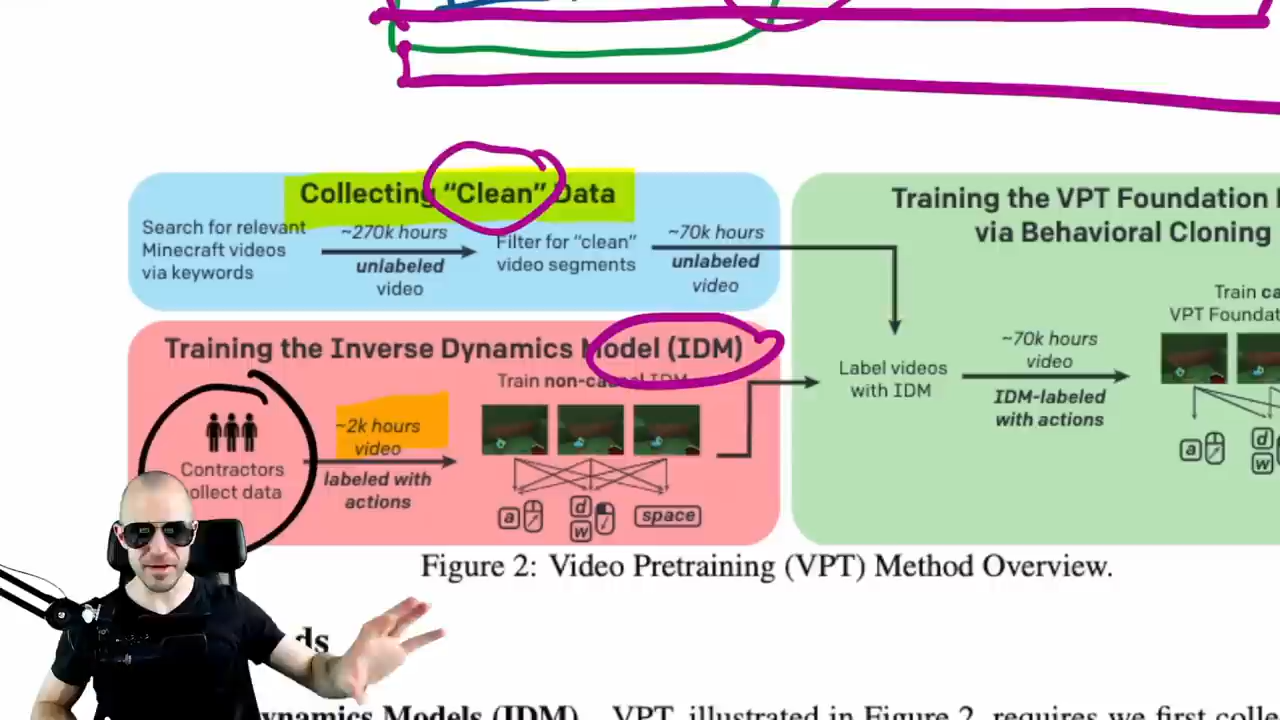 Collecting "Clean" Data
Search for relevant
Minecraft videos
via keywords
~270k hours
unlabeled
video
Filter for "clean"
video segments
~70k hours
unlabeled
video
Training the Inverse Dynamics Model (IDM)
Contractors
collect data
~2k hours
video
labeled with
actions
Train non-causal IDM
a
d
w
space
Training the VPT Foundation
via Behavioral Cloning
Label videos
with IDM
~70k hours
video
IDM-labeled
with actions
Train ca
VPT Foundat
a
d
w
Figure 2: Video Pretraining (VPT) Method Overview.
ds
ynamics Models (IDM) VPT, illustrated in Figure 2, requires we first colle